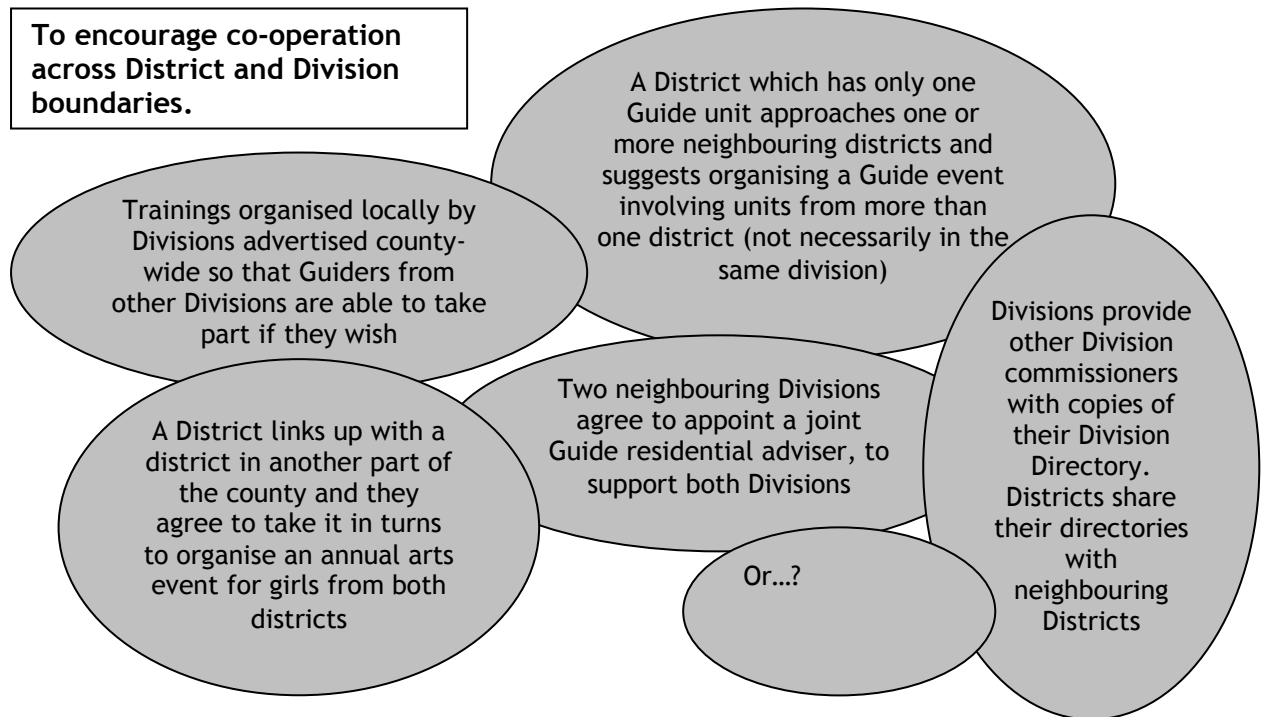 To encourage co-operation
across District and Division
boundaries.
A District which has only one
Guide unit approaches one or
more neighbouring districts and
suggests organising a Guide event
involving units from more than
one district (not necessarily in the
same division)
Trainings organised locally by
Divisions advertised county-
wide so that Guiders from
other Divisions are able to take
part if they wish
Divisions provide
other Division
commissioners
with copies of
their Division
Directory.
Districts share
their directories
with
neighbouring
Districts
Two neighbouring Divisions
agree to appoint a joint
Guide residential adviser, to
support both Divisions
A District links up with a
district in another part of
the county and they
agree to take it in turns
to organise an annual arts
event for girls from both
districts
Or…?